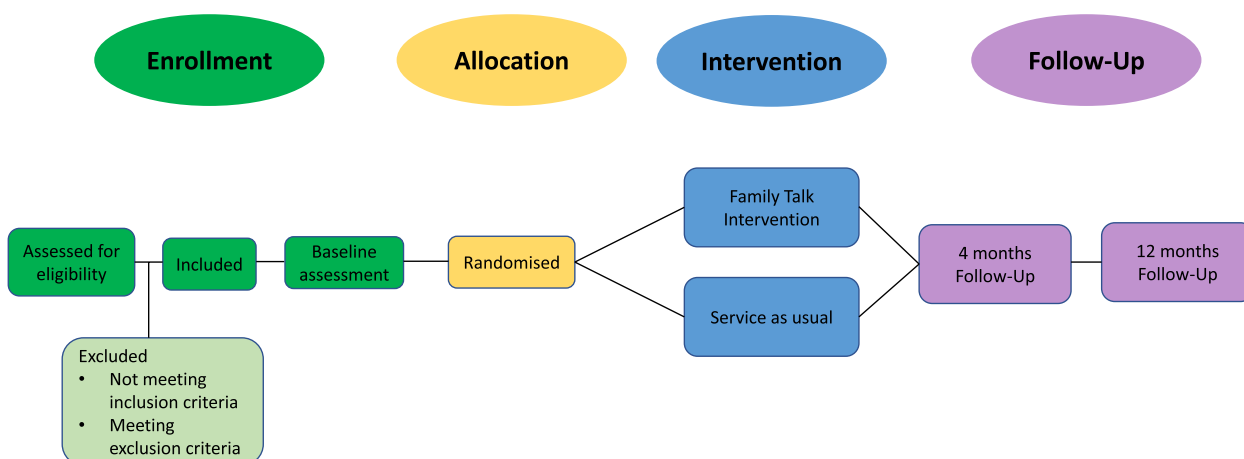 Enrollment
Allocation
Intervention
Follow-Up
Assessed for
eligibility
Included
Baseline
assessment
Randomised
Family Talk
Intervention
Service as usual
4 months
Follow-Up
12 months
Follow-Up
Excluded
• Not meeting
inclusion criteria
• Meeting
exclusion criteria